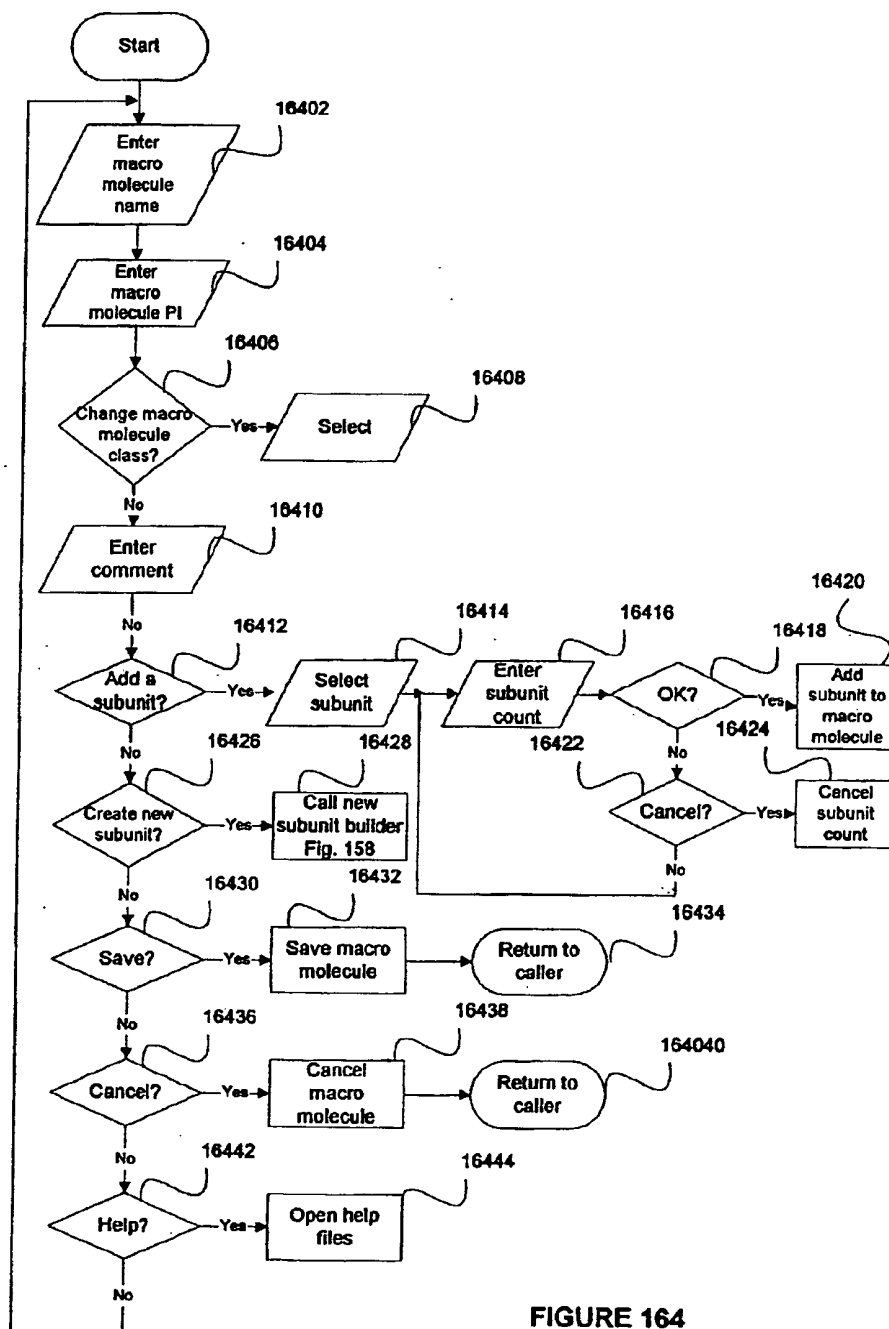 Start
16402
Enter
macro
molecule
name
16404
Enter
macro
molecule PI
16406
16408
Change macro
molecule
class?
Yes
Select
No
16410
Enter
comment
No
16412
16414
16416
16418
16420
Add a
subunit?
Yes
Select
subunit
Enter
subunit
count
OK?
Yes
Add
subunit to
macro
molecule
No
16422
16424
Cancel?
Yes
Cancel
subunit
count
No
No
16426
16428
Create new
subunit?
Yes
Call new
subunit builder
Fig. 158
No
16430
16432
16434
Save?
Yes
Save macro
molecule
Return to
caller
No
16436
16438
164040
Cancel?
Yes
Cancel
macro
molecule
Return to
caller
No
16442
16444
Help?
Yes
Open help
files
No
FIGURE 164